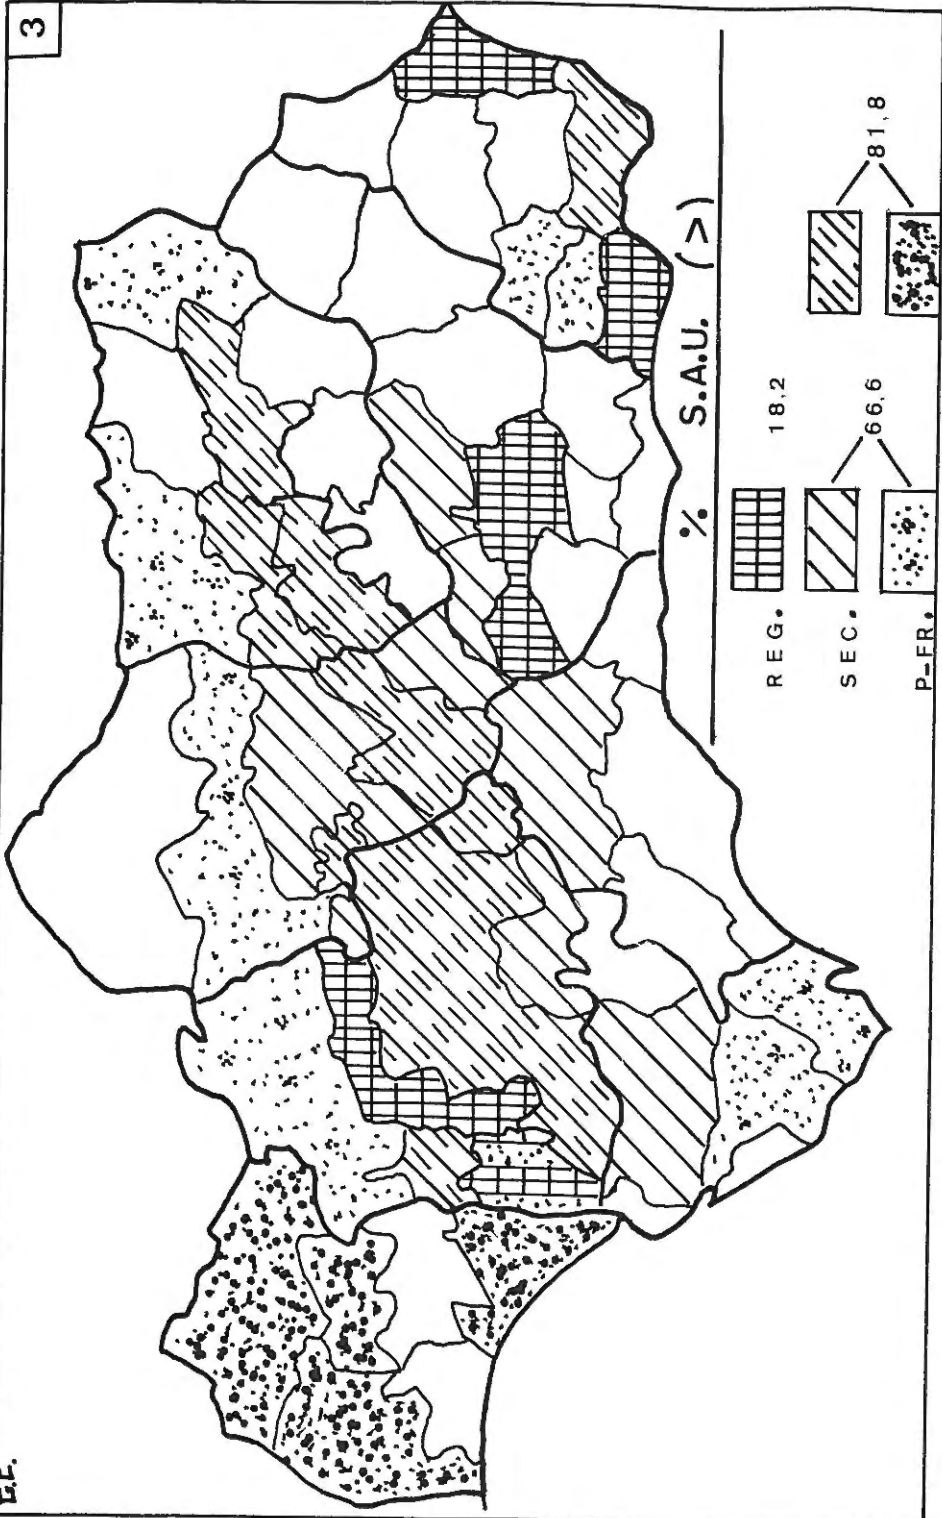 3
% S.A.U. (>)
REG. 18,2
SEC. 66,6 81,8
P-FR.